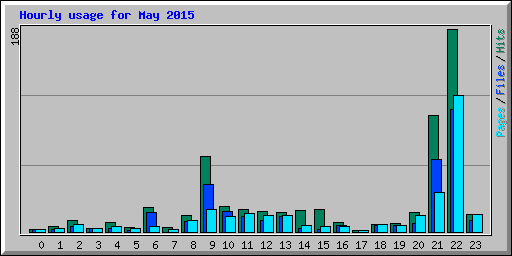 Hourly usage for May 2015
188
Pages / Files / Hits
0 1 2 3 4 5 6 7 8 9 10 11 12 13 14 15 16 17 18 19 20 21 22 23